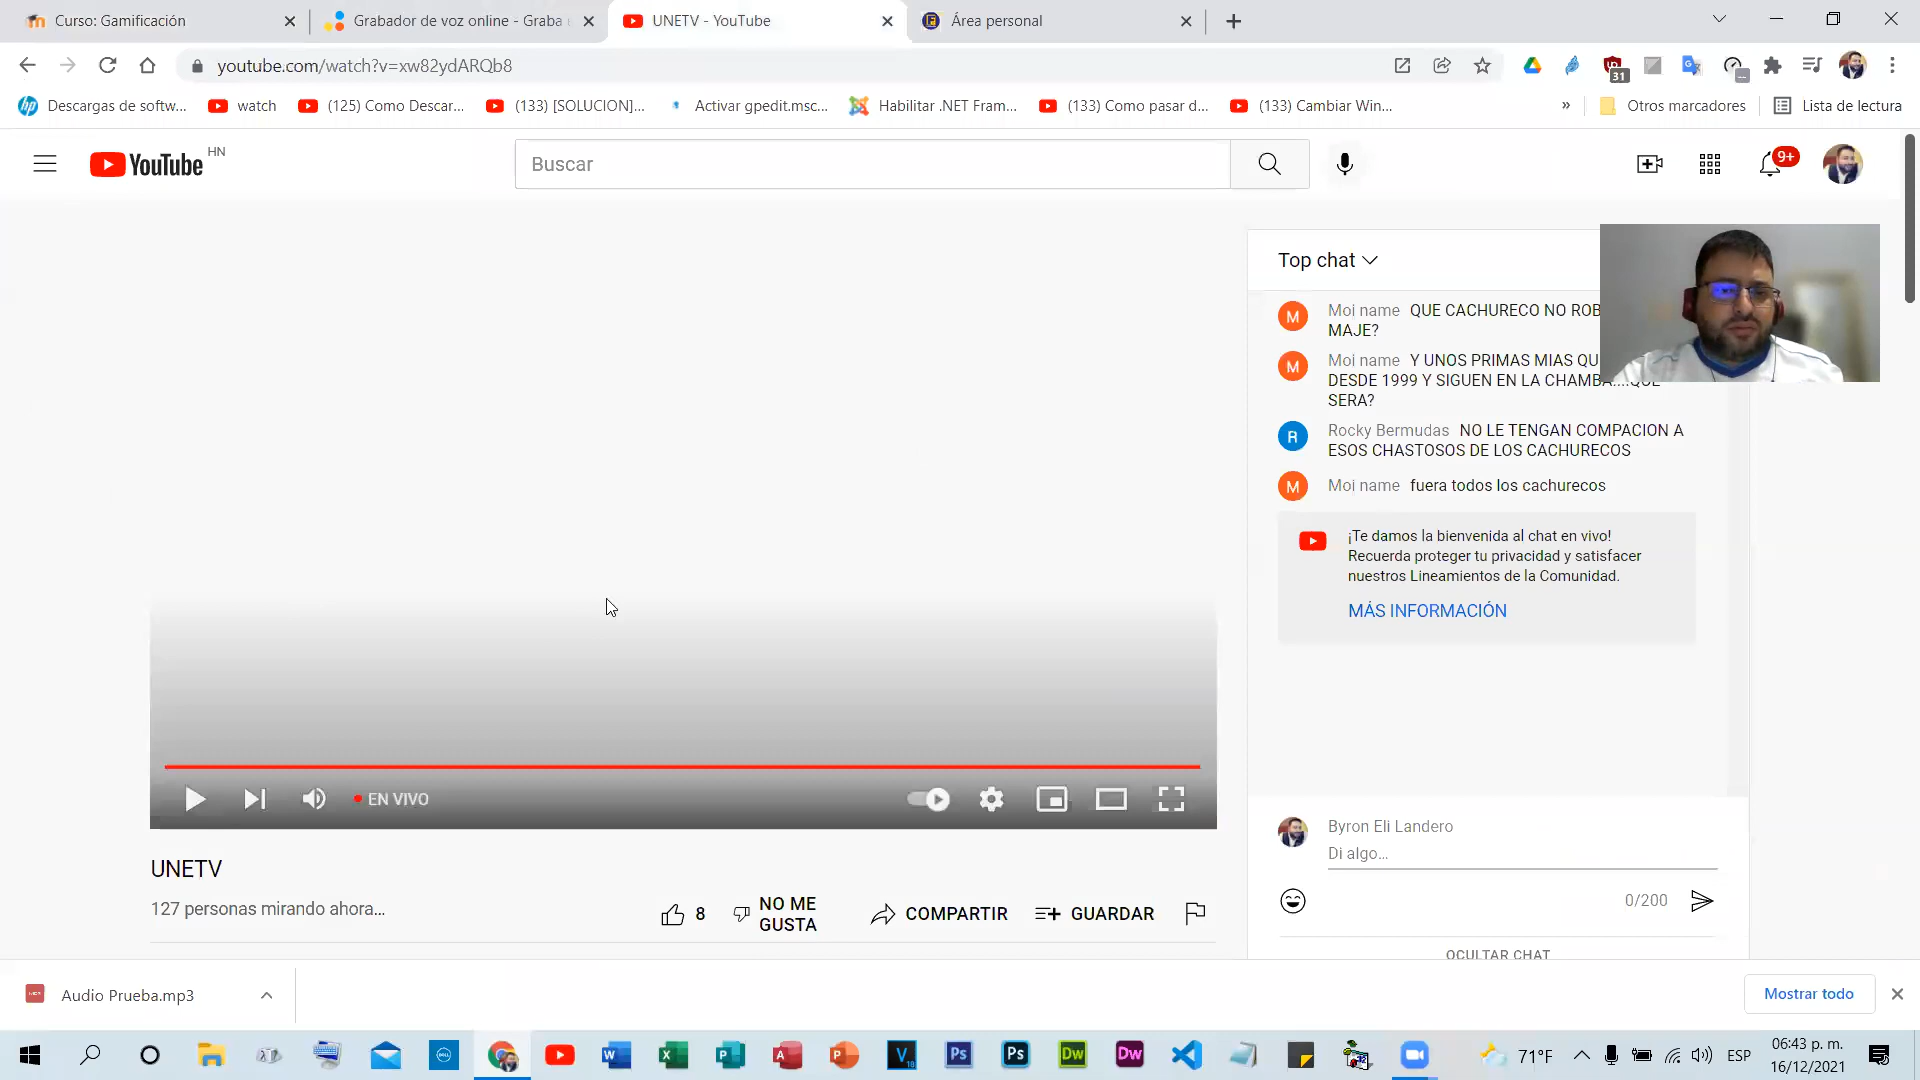 Curso: Gamificación
Grabador de voz online - Graba
UNETV - YouTube
Área personal
youtube.com/watch?v=xw82ydARQb8
31
Descargas de softw...
watch
(125) Como Descar...
(133) [SOLUCION]...
Activar gpedit.msc...
Habilitar .NET Fram...
(133) Como pasar d...
(133) Cambiar Win...
»
Otros marcadores
Lista de lectura
YouTube HN
Buscar
9+
Top chat
Moi name QUE CACHURECO NO ROB
MAJE?
Moi name Y UNOS PRIMAS MIAS QU
DESDE 1999 Y SIGUEN EN LA CHAMBA....QUE
SERA?
Rocky Bermudas NO LE TENGAN COMPACION A
ESOS CHASTOSOS DE LOS CACHURECOS
Moi name fuera todos los cachurecos
¡Te damos la bienvenida al chat en vivo!
Recuerda proteger tu privacidad y satisfacer
nuestros Lineamientos de la Comunidad.
MÁS INFORMACIÓN
EN VIVO
Byron Eli Landero
Di algo...
0/200
OCULTAR CHAT
UNETV
127 personas mirando ahora...
8
NO ME
GUSTA
COMPARTIR
GUARDAR
Audio Prueba.mp3
Mostrar todo
71°F
ESP
06:43 p. m.
16/12/2021